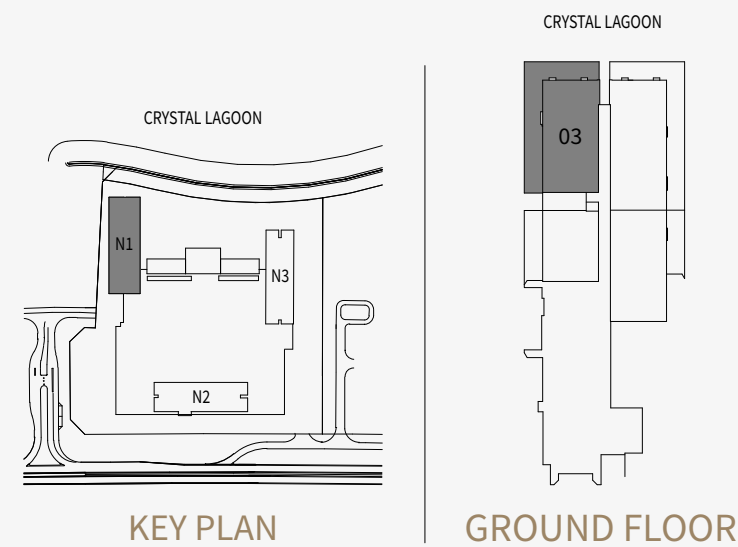 CRYSTAL LAGOON
N1
N3
N2
KEY PLAN
CRYSTAL LAGOON
03
GROUND FLOOR